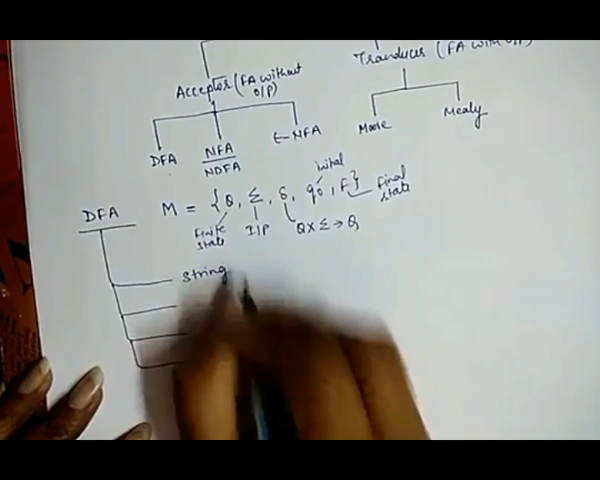 Acceptor (FA without O/P)
Tranducer (FA with O/P)
DFA
NFA
NDFA
ε-NFA
Moore
Mealy
DFA
M = {Q, Σ, δ, q0, F}
initial
Finite state
I/P
Q X Σ → Q
Final state
String